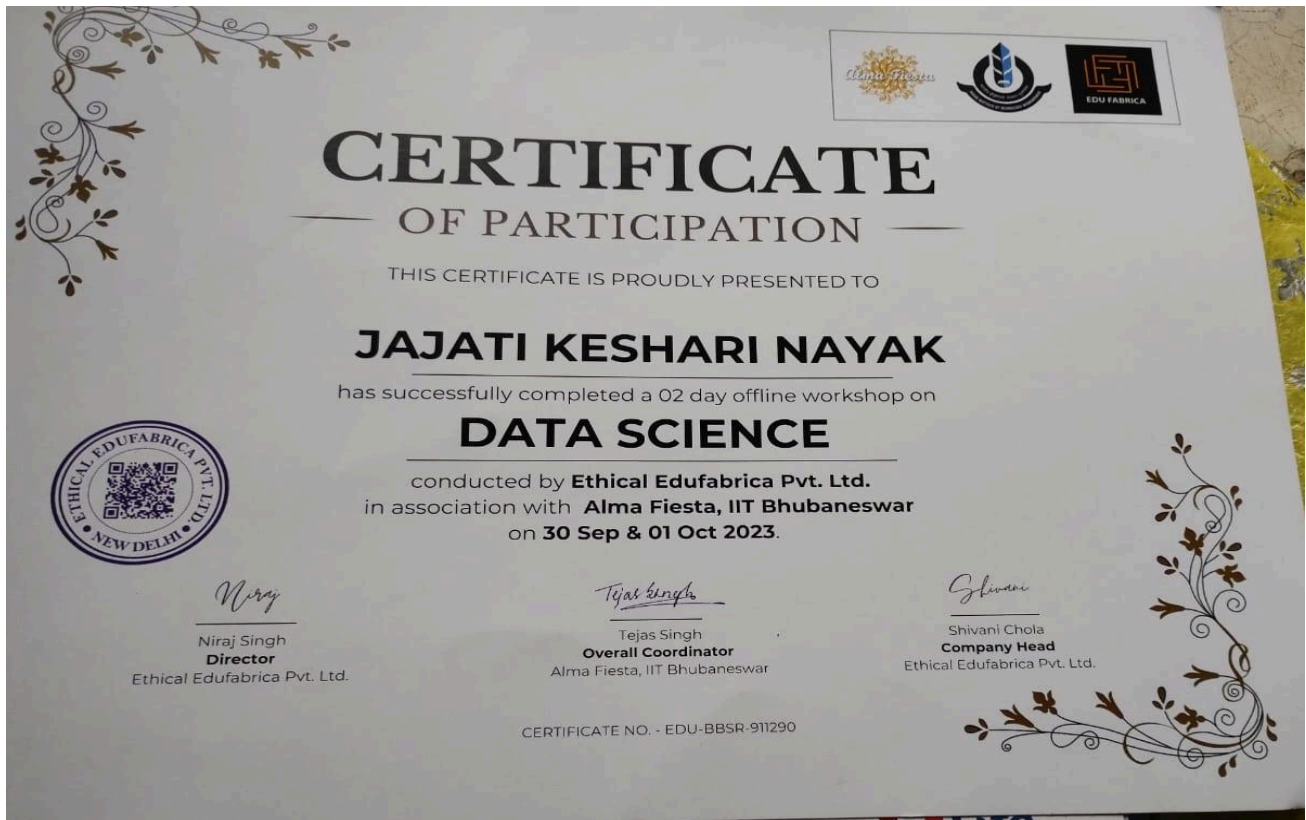 Alma Fiesta
EDU FABRICA
CERTIFICATE
OF PARTICIPATION
THIS CERTIFICATE IS PROUDLY PRESENTED TO
JAJATI KESHARI NAYAK
has successfully completed a 02 day offline workshop on
DATA SCIENCE
conducted by Ethical Edufabrica Pvt. Ltd.
in association with Alma Fiesta, IIT Bhubaneswar
on 30 Sep & 01 Oct 2023.
ETHICAL EDUFABRICA PVT. LTD.
NEW DELHI
Niraj
Niraj Singh
Director
Ethical Edufabrica Pvt. Ltd.
Tejas Singh
Tejas Singh
Overall Coordinator
Alma Fiesta, IIT Bhubaneswar
Shivani
Shivani Chola
Company Head
Ethical Edufabrica Pvt. Ltd.
CERTIFICATE NO. - EDU-BBSR-911290